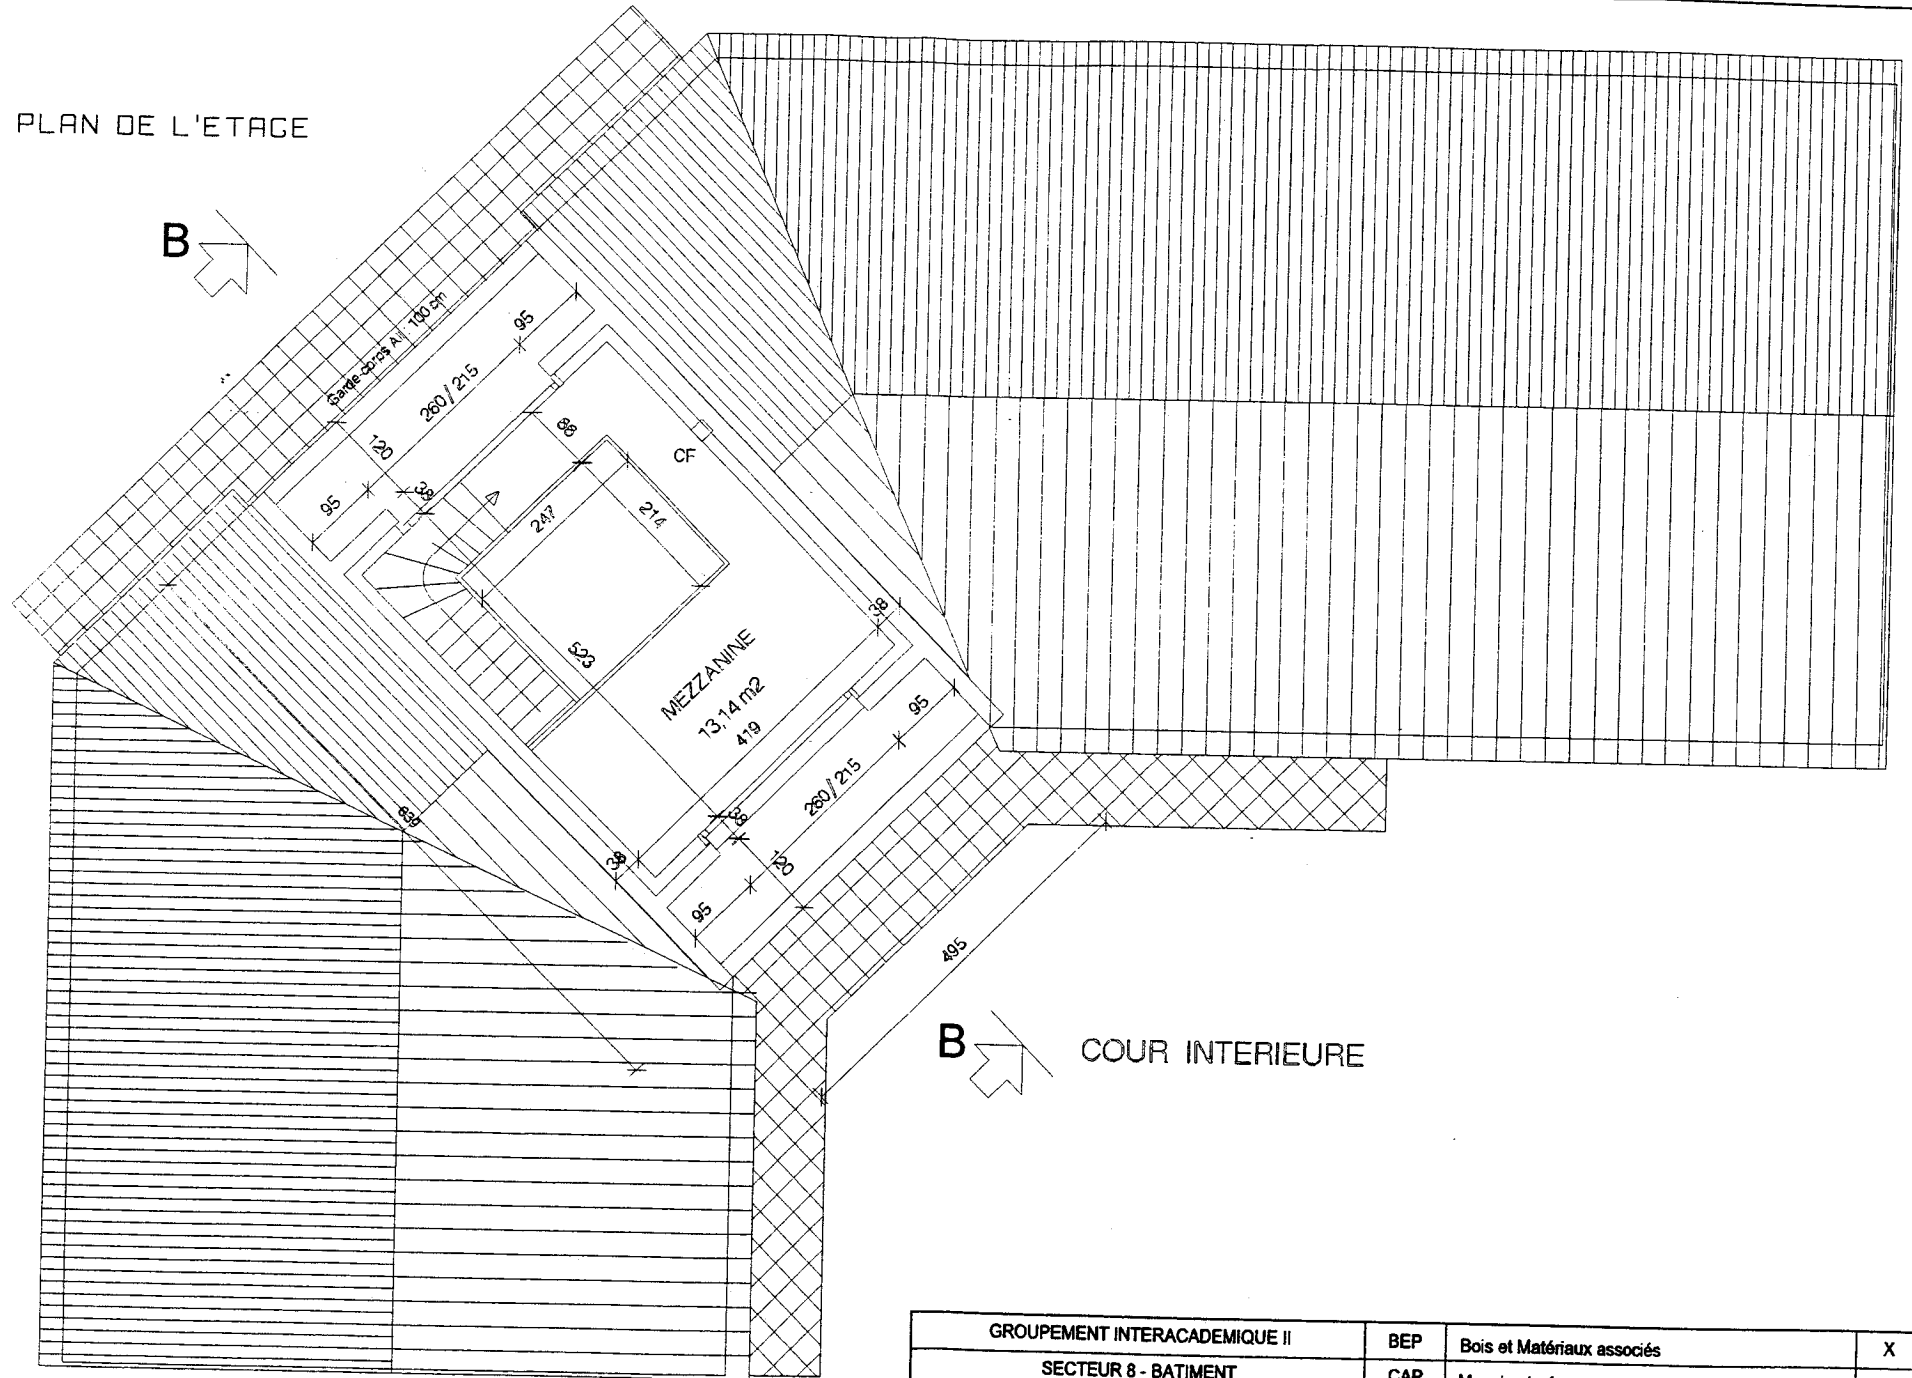 PLAN DE L'ETAGE
B
Garde-corps Alt 100 cm
95
260 / 215
120
95
38
88
CF
247
214
523
38
MEZZANINE
13,14 m2
419
95
260 / 215
38
120
95
38
639
495
B
COUR INTERIEURE
GROUPEMENT INTERACADEMIQUE II
BEP
Bois et Matériaux associés
X
SECTEUR 8 - BATIMENT
CAP